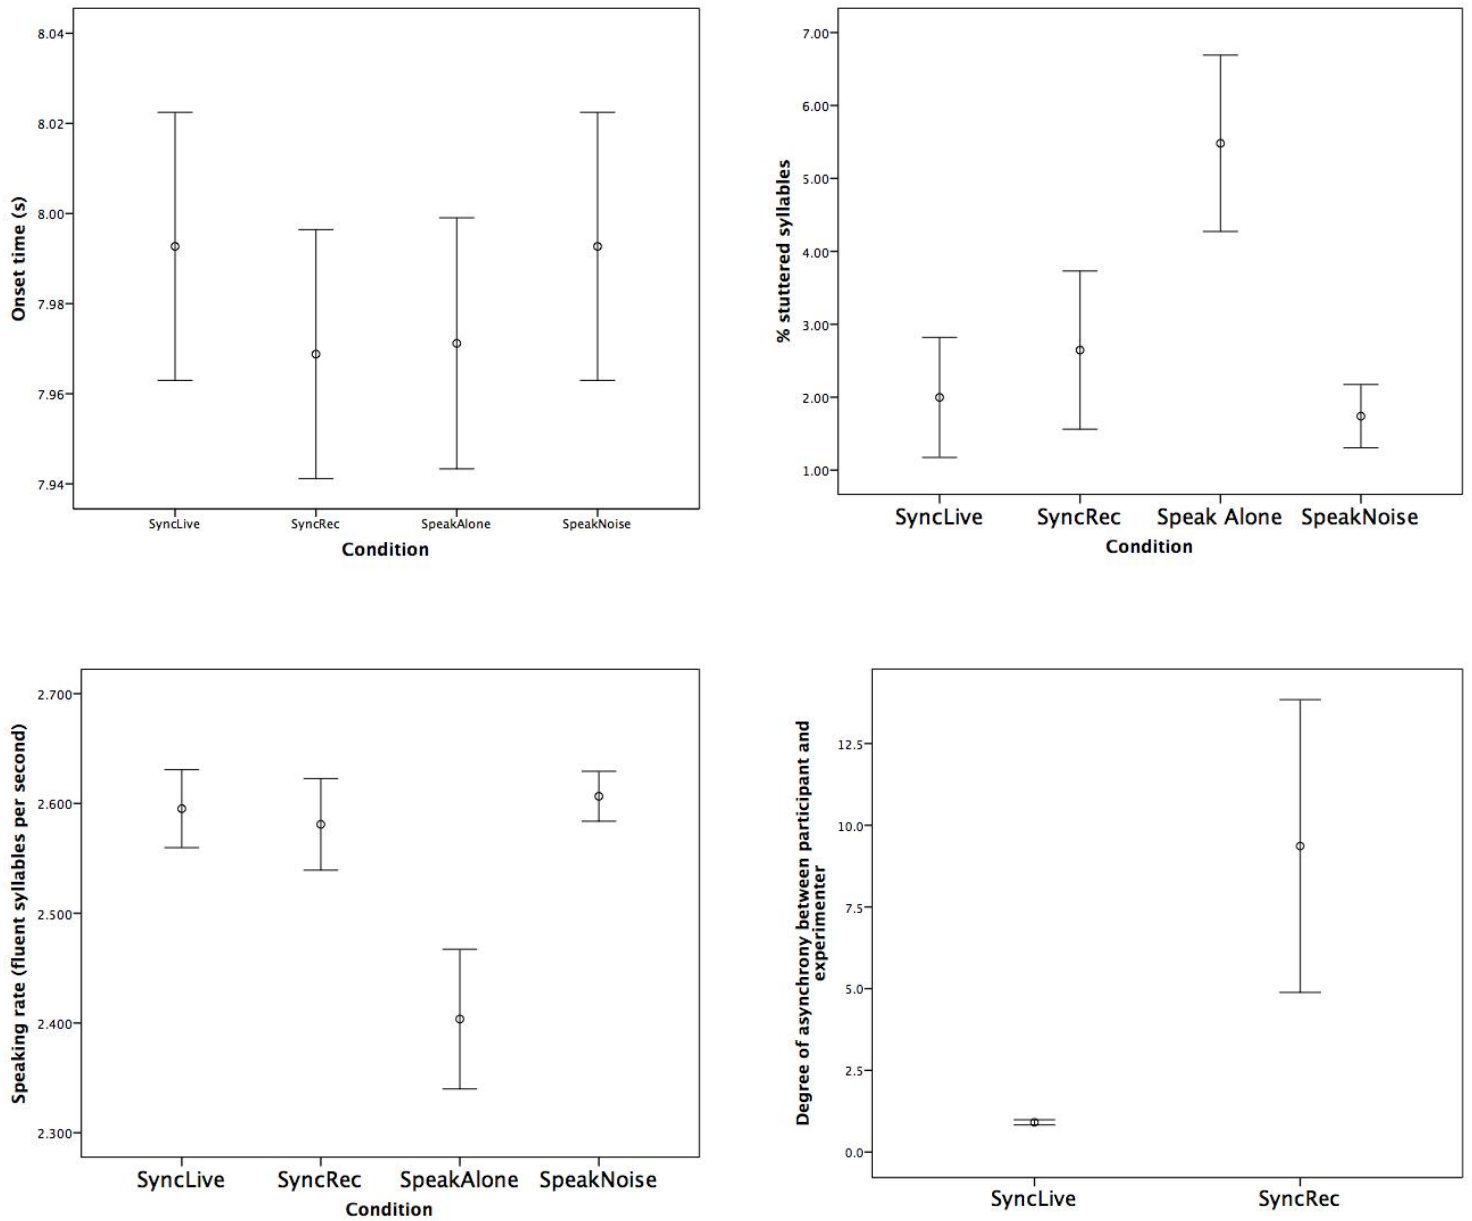 8.04
8.02
8.00
7.98
7.96
7.94
Onset time (s)
SyncLive SyncRec SpeakAlone SpeakNoise
Condition
7.00
6.00
5.00
4.00
3.00
2.00
1.00
% stuttered syllables
SyncLive SyncRec Speak Alone SpeakNoise
Condition
2.700
2.600
2.500
2.400
2.300
Speaking rate (fluent syllables per second)
SyncLive SyncRec SpeakAlone SpeakNoise
Condition
12.5
10.0
7.5
5.0
2.5
0.0
Degree of asynchrony between participant and
experimenter
SyncLive SyncRec